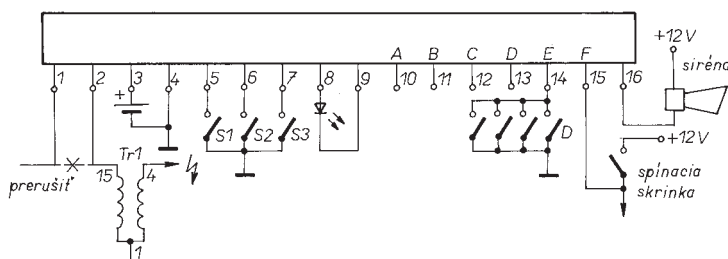 A B C D E F
1 2 3 4 5 6 7 8 9 10 11 12 13 14 15 16
+12V
siréna
+
S1 S2 S3
D
+12V
prerušiť
Tr1
15 4
spínacia
skrinka
1